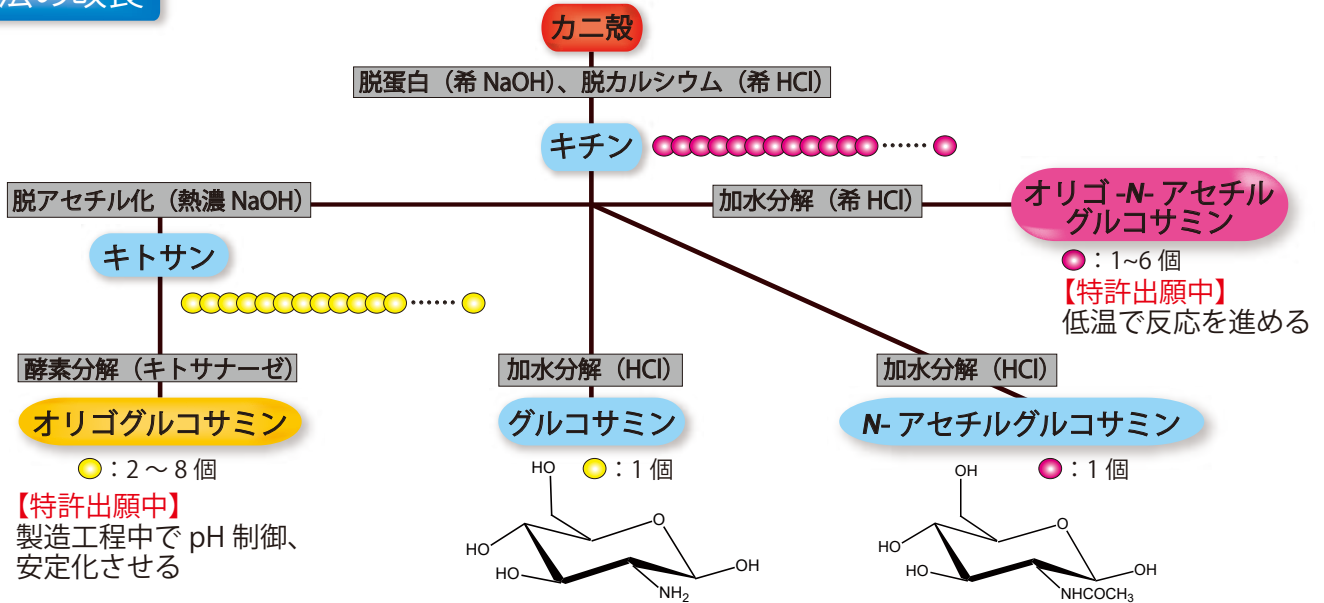 法の改良
カニ殻
脱蛋白（希 NaOH）、脱カルシウム（希 HCl）
キチン
脱アセチル化（熱濃 NaOH）
加水分解（希 HCl）
オリゴ -N- アセチル
グルコサミン
：1~6 個
【特許出願中】
低温で反応を進める
キトサン
酵素分解（キトサナーゼ）
加水分解（HCl）
加水分解（HCl）
オリゴグルコサミン
グルコサミン
N- アセチルグルコサミン
：2 ～ 8 個
：1 個
：1 個
【特許出願中】
製造工程中で pH 制御、
安定化させる
HO
O
HO
HO
OH
NH2
OH
O
HO
HO
OH
NHCOCH3